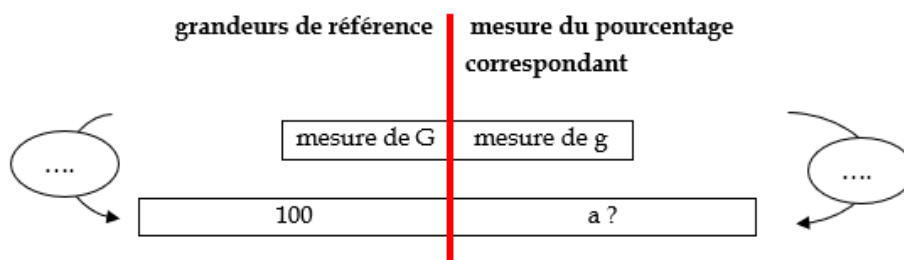 grandeurs de référence mesure du pourcentage
correspondant
mesure de G mesure de g
…. ….
100 a ?